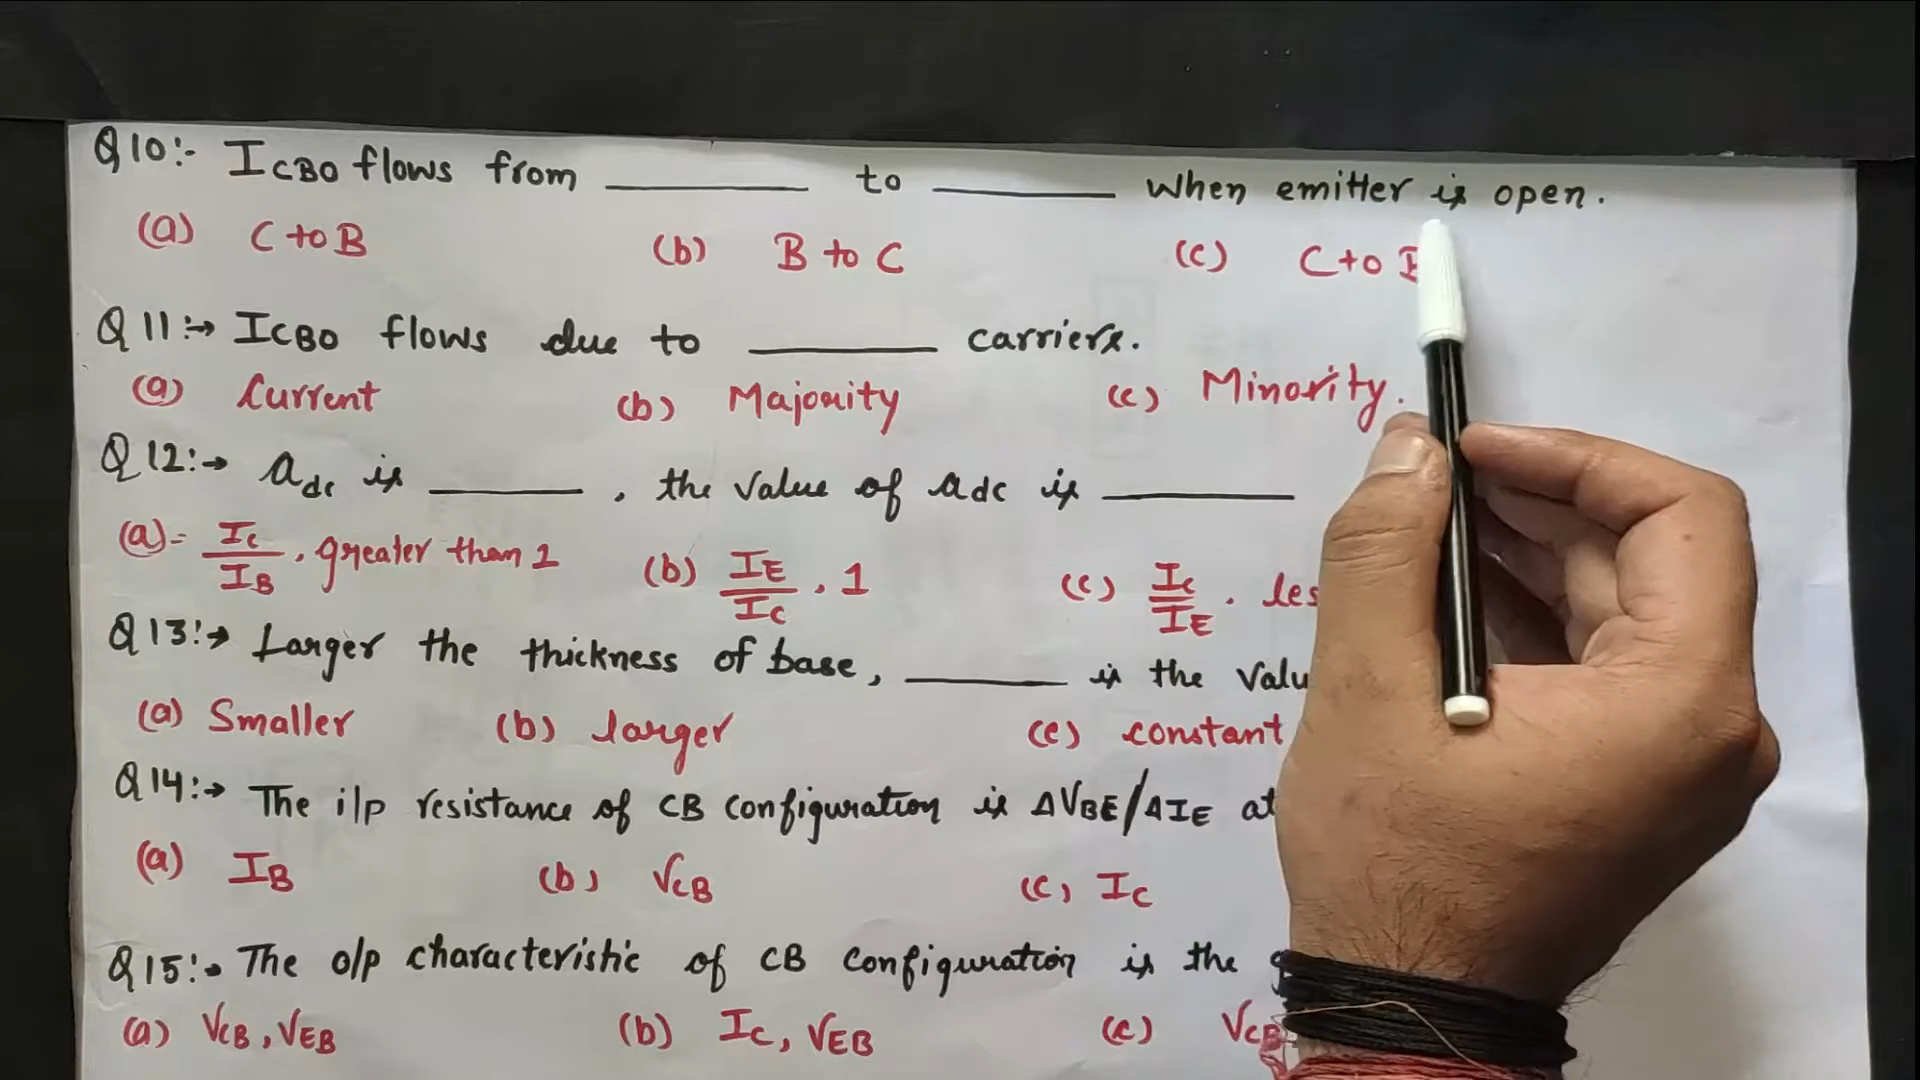 Q10:- ICBO flows from ________ to ________ when emitter is open.
(a) C to B (b) B to C (c) C to
Q11:→ ICBO flows due to ________ carriers.
(a) Current (b) Majority (c) Minority.
Q12:→ adc is ________ , the value of adc is ________
(a)- IC/IB , greater than 1 (b) IE/IC , 1 (c) IC/IE .
Q13:→ Larger the thickness of base, ________ is the
(a) Smaller (b) larger (c) constant
Q14:→ The i/p resistance of CB configuration is ΔVBE/ΔIE at
(a) IB (b) VCB (c) IC
Q15:→ The o/p characteristic of CB configuration is the
(a) VCB, VEB (b) IC, VEB (c) VCB